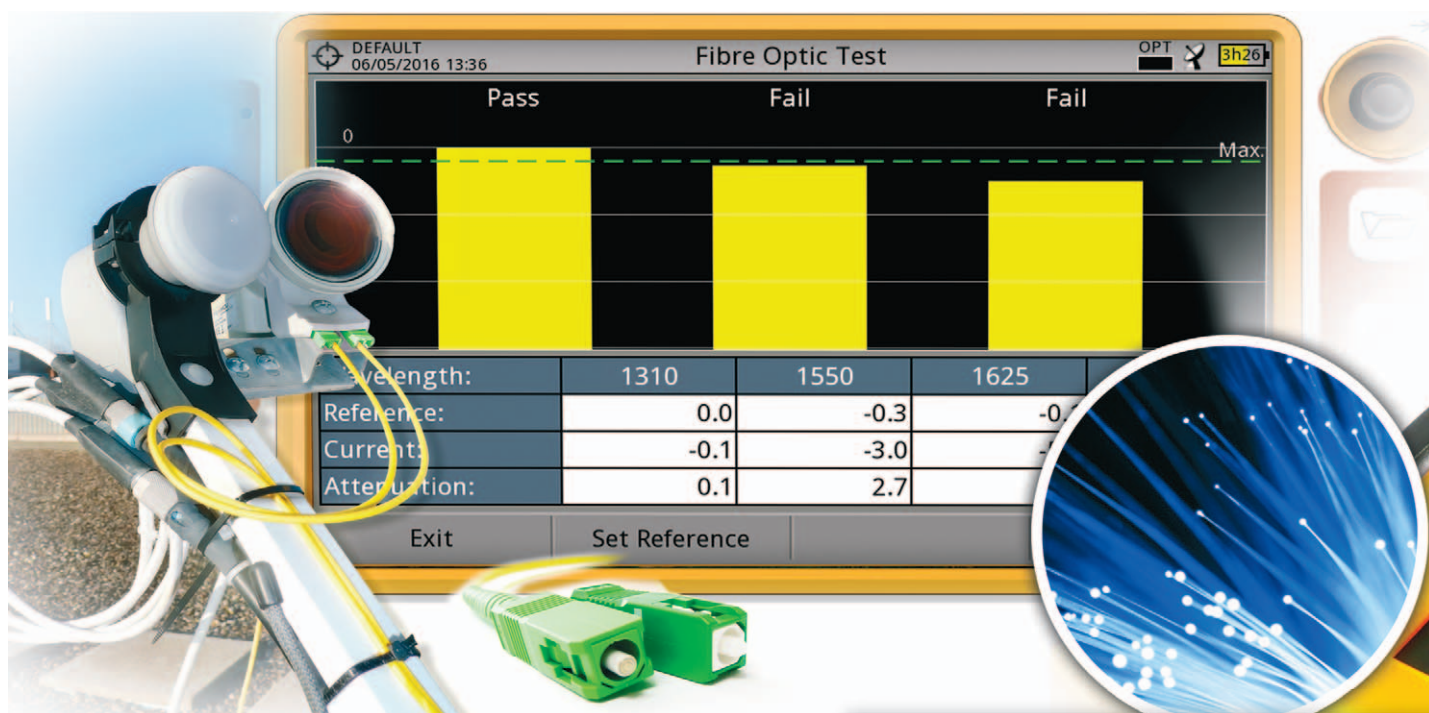 DEFAULT
06/05/2016 13:36
Fibre Optic Test
OPT
3h26
Pass Fail Fail
0
Max.
1310 1550 1625
Reference: 0.0 -0.3
Current: -0.1 -3.0
Attenuation: 0.1 2.7
Exit Set Reference